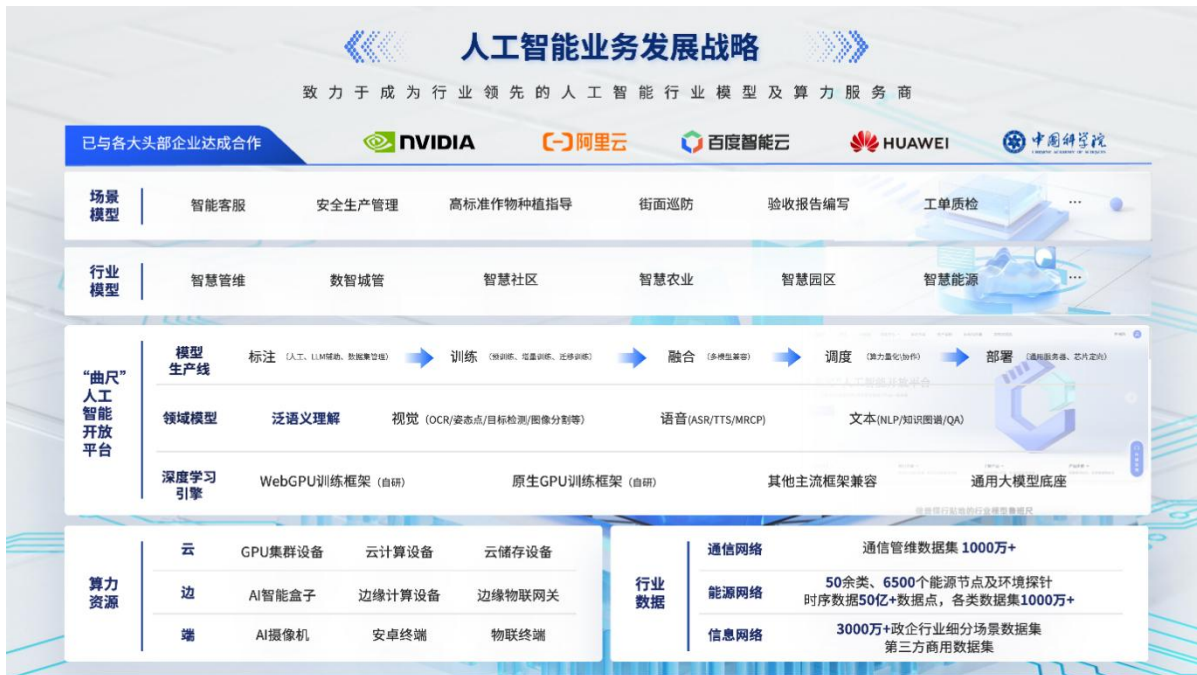 人工智能业务发展战略
致力于成为行业领先的人工智能行业模型及算力服务商
已与各大头部企业达成合作
NVIDIA
阿里云
百度智能云
HUAWEI
中国科学院
CHINESE ACADEMY OF SCIENCES
场景
模型
智能客服 安全生产管理 高标准作物种植指导 街面巡防 验收报告编写 工单质检 ...
行业
模型
智慧管维 数智城管 智慧社区 智慧农业 智慧园区 智慧能源 ...
“曲尺”
人工
智能
开放
平台
模型
生产线
标注 (人工、LLM辅助、数据集管理) 训练 (预训练、增量训练、迁移训练) 融合 (多模型兼容) 调度 (算力量化协作) 部署 (通用服务器、芯片定向)
领域模型
泛语义理解 视觉 (OCR/姿态点/目标检测/图像分割等) 语音(ASR/TTS/MRCP) 文本(NLP/知识图谱/QA)
深度学习
引擎
WebGPU训练框架 (自研) 原生GPU训练框架 (自研) 其他主流框架兼容 通用大模型底座
算力
资源
云 GPU集群设备 云计算设备 云储存设备
边 AI智能盒子 边缘计算设备 边缘物联网关
端 AI摄像机 安卓终端 物联终端
行业
数据
通信网络 通信管维数据集 1000万+
能源网络
50余类、6500个能源节点及环境探针
时序数据50亿+数据点，各类数据集1000万+
信息网络
3000万+政企行业细分场景数据集
第三方商用数据集